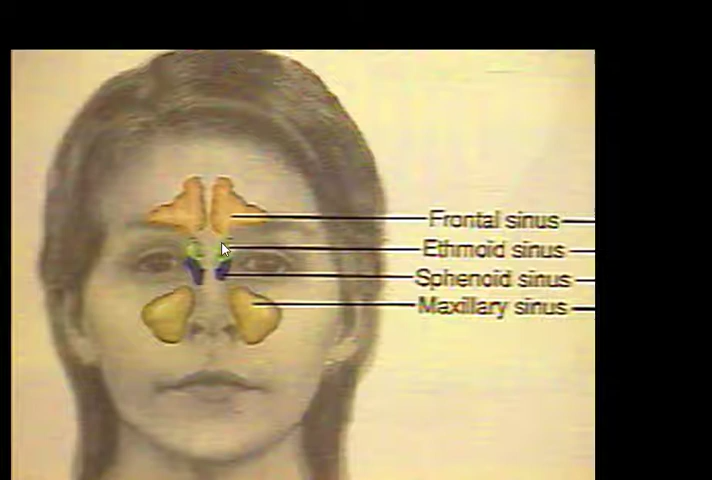 Frontal sinus
Ethmoid sinus
Sphenoid sinus
Maxillary sinus